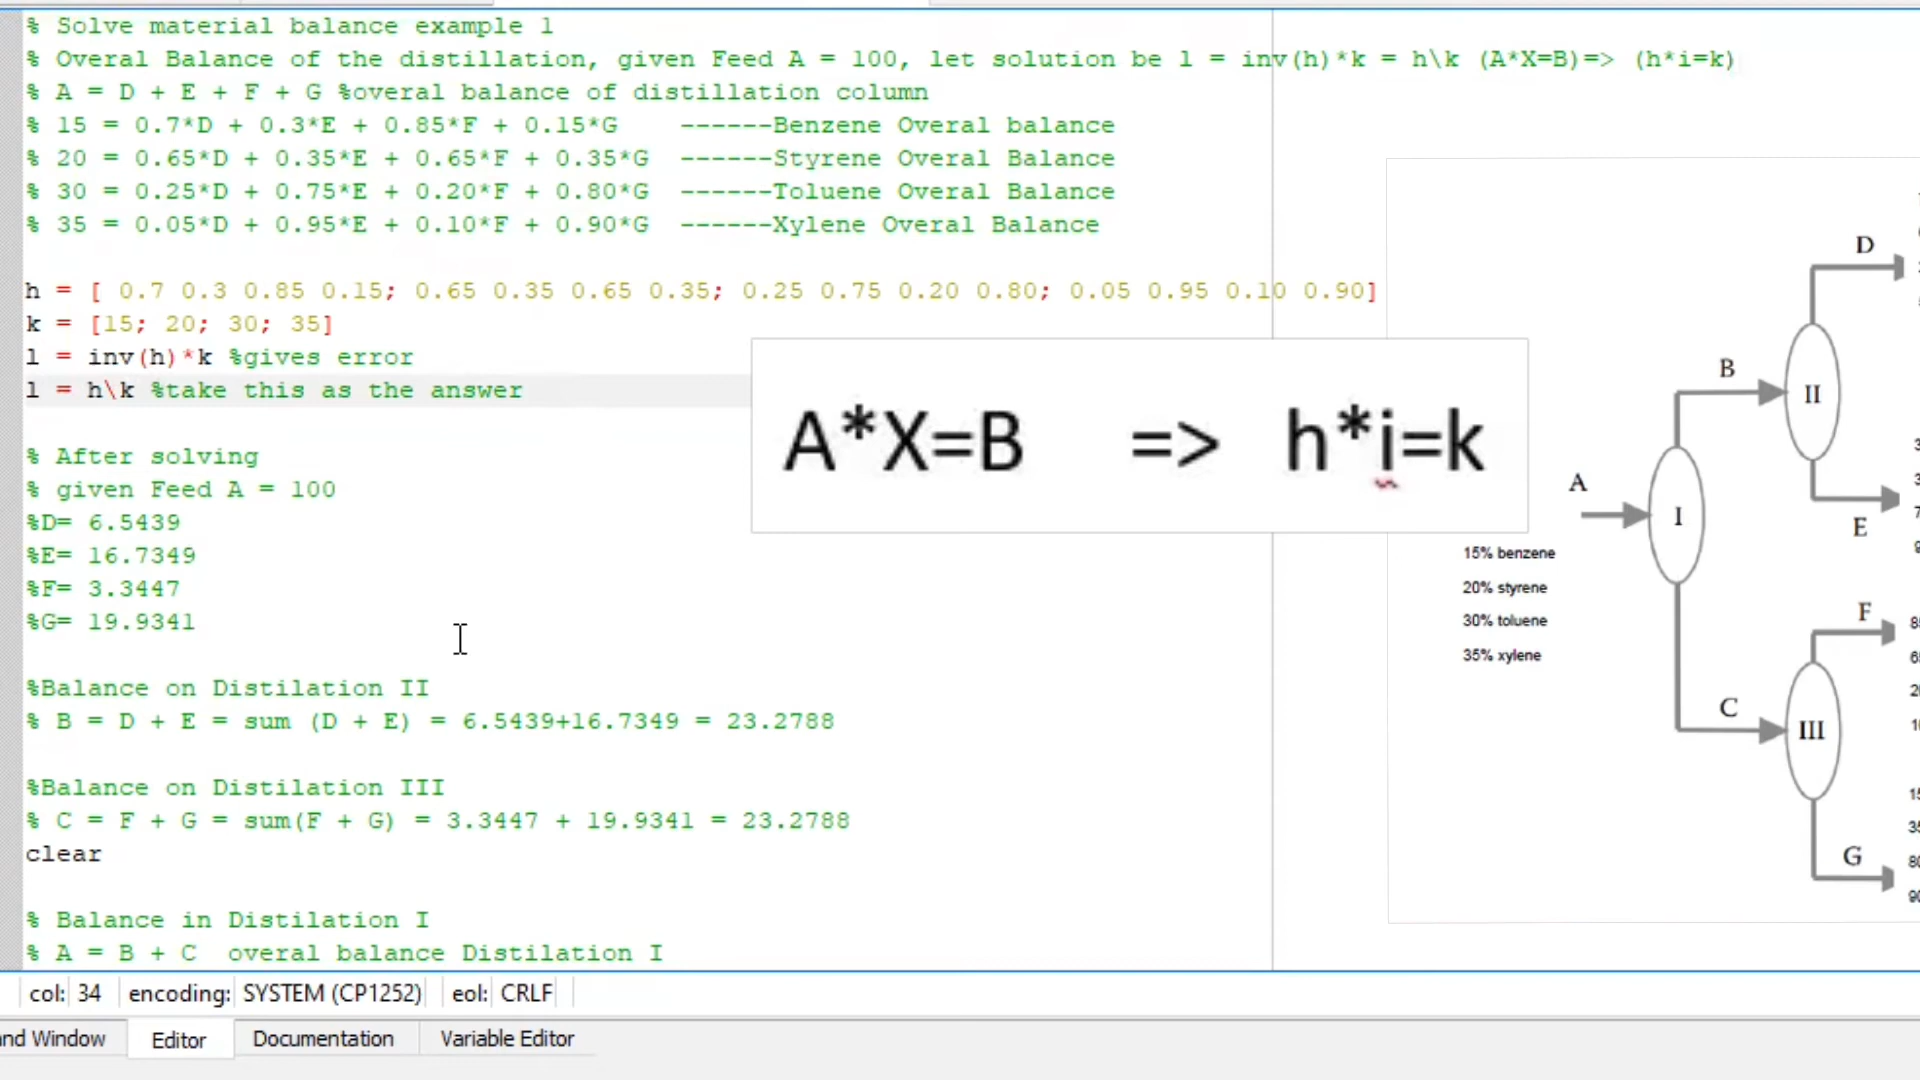 % Solve material balance example 1
% Overal Balance of the distillation, given Feed A = 100, let solution be l = inv(h)*k = h\k (A*X=B)=> (h*i=k)
% A = D + E + F + G %overal balance of distillation column
% 15 = 0.7*D + 0.3*E + 0.85*F + 0.15*G    ------Benzene Overal balance
% 20 = 0.65*D + 0.35*E + 0.65*F + 0.35*G  ------Styrene Overal Balance
% 30 = 0.25*D + 0.75*E + 0.20*F + 0.80*G  ------Toluene Overal Balance
% 35 = 0.05*D + 0.95*E + 0.10*F + 0.90*G  ------Xylene Overal Balance
h = [ 0.7 0.3 0.85 0.15; 0.65 0.35 0.65 0.35; 0.25 0.75 0.20 0.80; 0.05 0.95 0.10 0.90]
k = [15; 20; 30; 35]
l = inv(h)*k %gives error
l = h\k %take this as the answer
% After solving
% given Feed A = 100
%D= 6.5439
%E= 16.7349
%F= 3.3447
%G= 19.9341
%Balance on Distilation II
% B = D + E = sum (D + E) = 6.5439+16.7349 = 23.2788
%Balance on Distilation III
% C = F + G = sum(F + G) = 3.3447 + 19.9341 = 23.2788
clear
% Balance in Distilation I
% A = B + C  overal balance Distilation I
A*X=B => h*i=k
D
B
II
A
I
E
15% benzene
20% styrene
30% toluene
35% xylene
F
C
III
G
col: 34 encoding: SYSTEM (CP1252) eol: CRLF
nd Window Editor Documentation Variable Editor